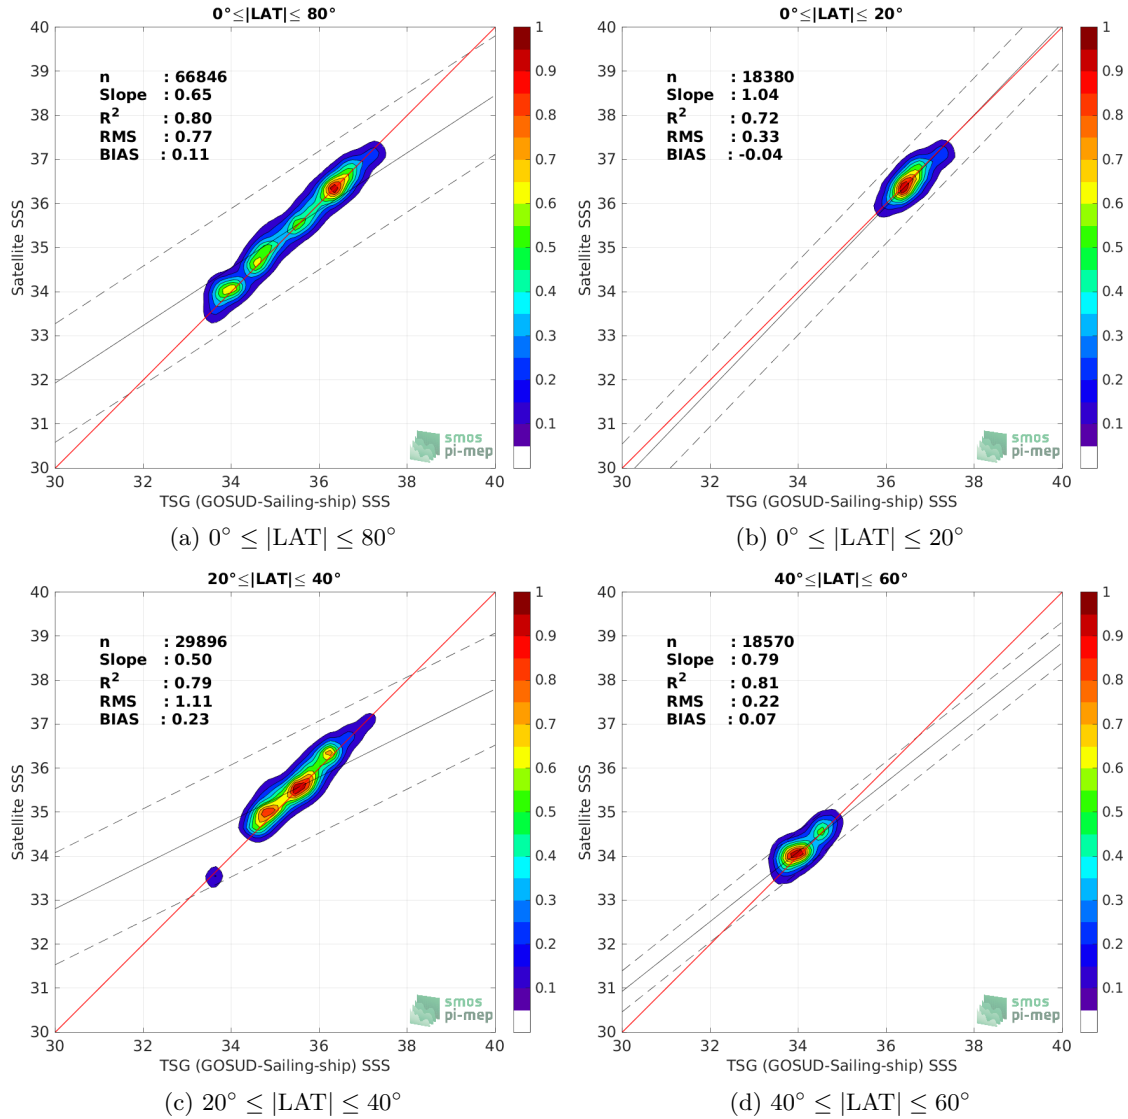 0°≤|LAT|≤ 80°
n : 66846
Slope : 0.65
R² : 0.80
RMS : 0.77
BIAS : 0.11
Satellite SSS
40
39
38
37
36
35
34
33
32
31
30
30 32 34 36 38 40
TSG (GOSUD-Sailing-ship) SSS
smos
pi-mep
1
0.9
0.8
0.7
0.6
0.5
0.4
0.3
0.2
0.1
(a) 0° ≤ |LAT| ≤ 80°
0°≤|LAT|≤ 20°
n : 18380
Slope : 1.04
R² : 0.72
RMS : 0.33
BIAS : -0.04
Satellite SSS
40
39
38
37
36
35
34
33
32
31
30
30 32 34 36 38 40
TSG (GOSUD-Sailing-ship) SSS
smos
pi-mep
1
0.9
0.8
0.7
0.6
0.5
0.4
0.3
0.2
0.1
(b) 0° ≤ |LAT| ≤ 20°
20°≤|LAT|≤ 40°
n : 29896
Slope : 0.50
R² : 0.79
RMS : 1.11
BIAS : 0.23
Satellite SSS
40
39
38
37
36
35
34
33
32
31
30
30 32 34 36 38 40
TSG (GOSUD-Sailing-ship) SSS
smos
pi-mep
1
0.9
0.8
0.7
0.6
0.5
0.4
0.3
0.2
0.1
(c) 20° ≤ |LAT| ≤ 40°
40°≤|LAT|≤ 60°
n : 18570
Slope : 0.79
R² : 0.81
RMS : 0.22
BIAS : 0.07
Satellite SSS
40
39
38
37
36
35
34
33
32
31
30
30 32 34 36 38 40
TSG (GOSUD-Sailing-ship) SSS
smos
pi-mep
1
0.9
0.8
0.7
0.6
0.5
0.4
0.3
0.2
0.1
(d) 40° ≤ |LAT| ≤ 60°